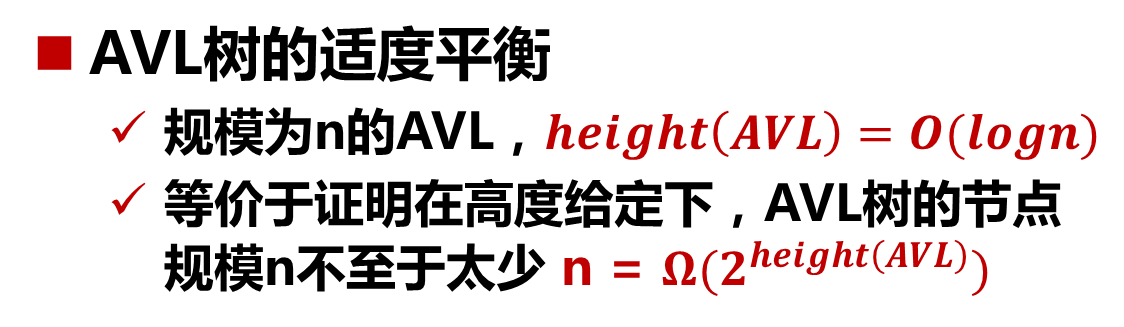 ■ AVL树的适度平衡
✓ 规模为n的AVL，height(AVL) = O(logn)
✓ 等价于证明在高度给定下，AVL树的节点
规模n不至于太少 n = Ω(2^{height(AVL)})